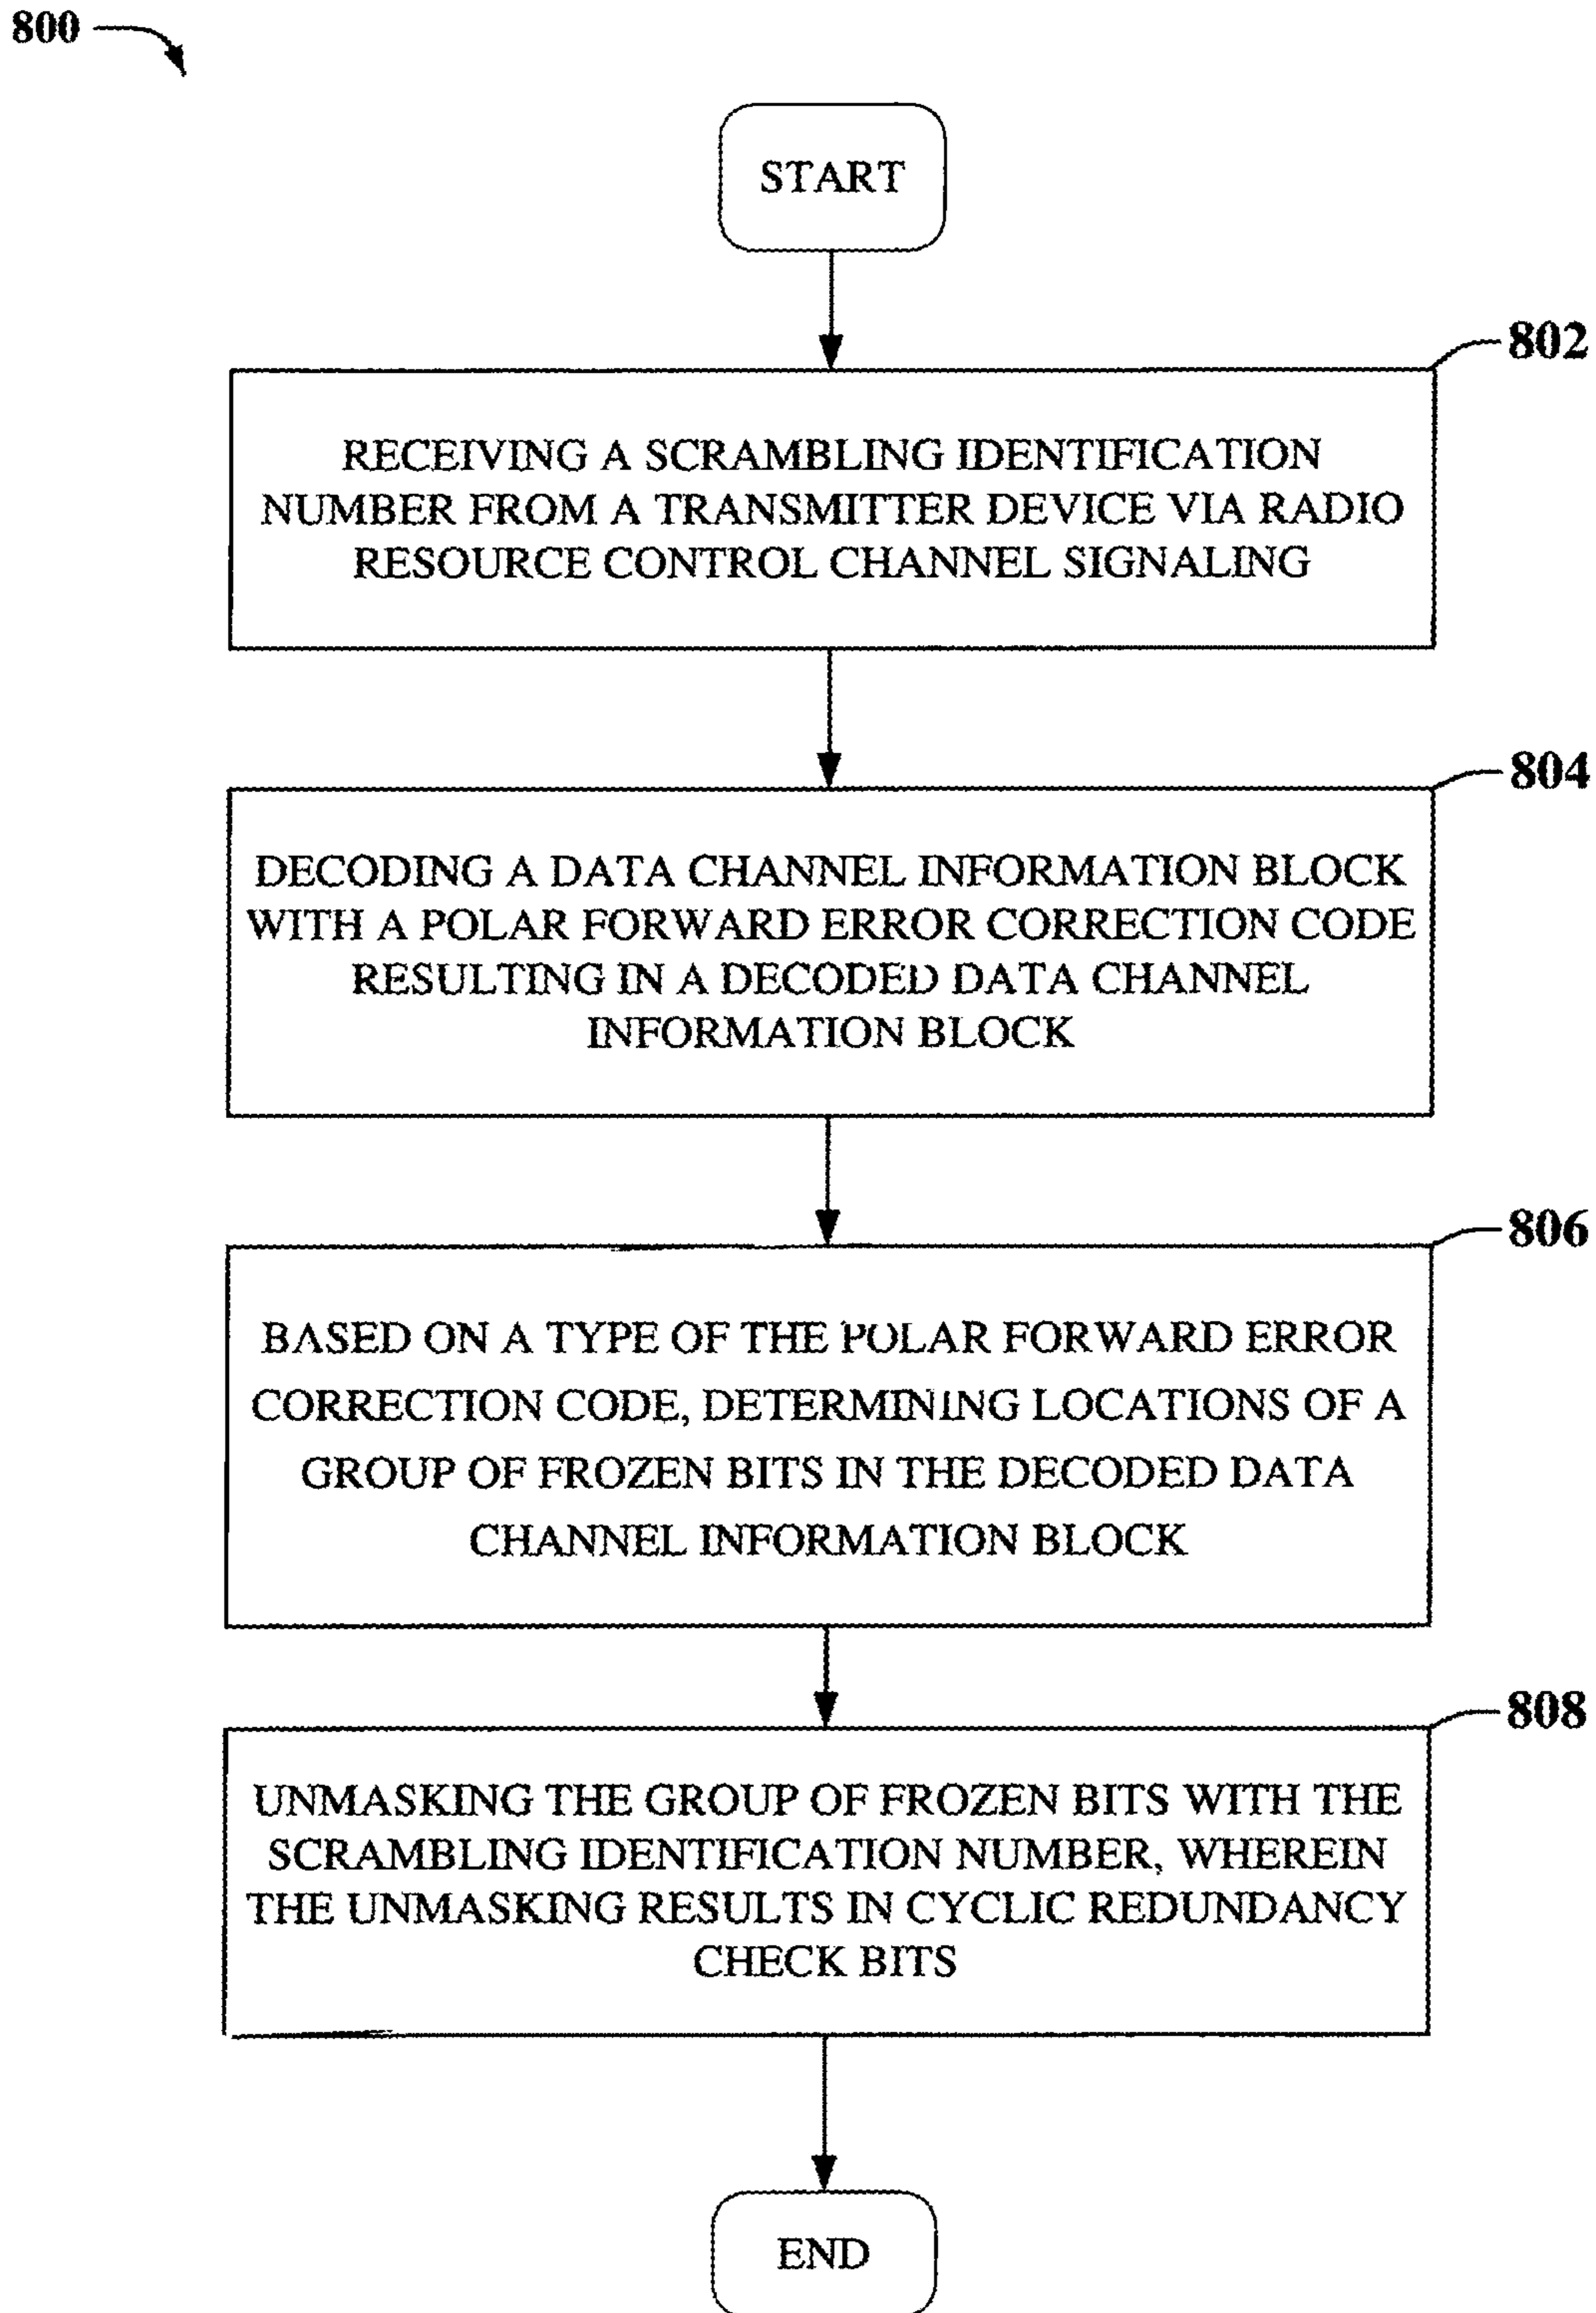 800
START
802
RECEIVING A SCRAMBLING IDENTIFICATION
NUMBER FROM A TRANSMITTER DEVICE VIA RADIO
RESOURCE CONTROL CHANNEL SIGNALING
804
DECODING A DATA CHANNEL INFORMATION BLOCK
WITH A POLAR FORWARD ERROR CORRECTION CODE
RESULTING IN A DECODED DATA CHANNEL
INFORMATION BLOCK
806
BASED ON A TYPE OF THE POLAR FORWARD ERROR
CORRECTION CODE, DETERMINING LOCATIONS OF A
GROUP OF FROZEN BITS IN THE DECODED DATA
CHANNEL INFORMATION BLOCK
808
UNMASKING THE GROUP OF FROZEN BITS WITH THE
SCRAMBLING IDENTIFICATION NUMBER, WHEREIN
THE UNMASKING RESULTS IN CYCLIC REDUNDANCY
CHECK BITS
END